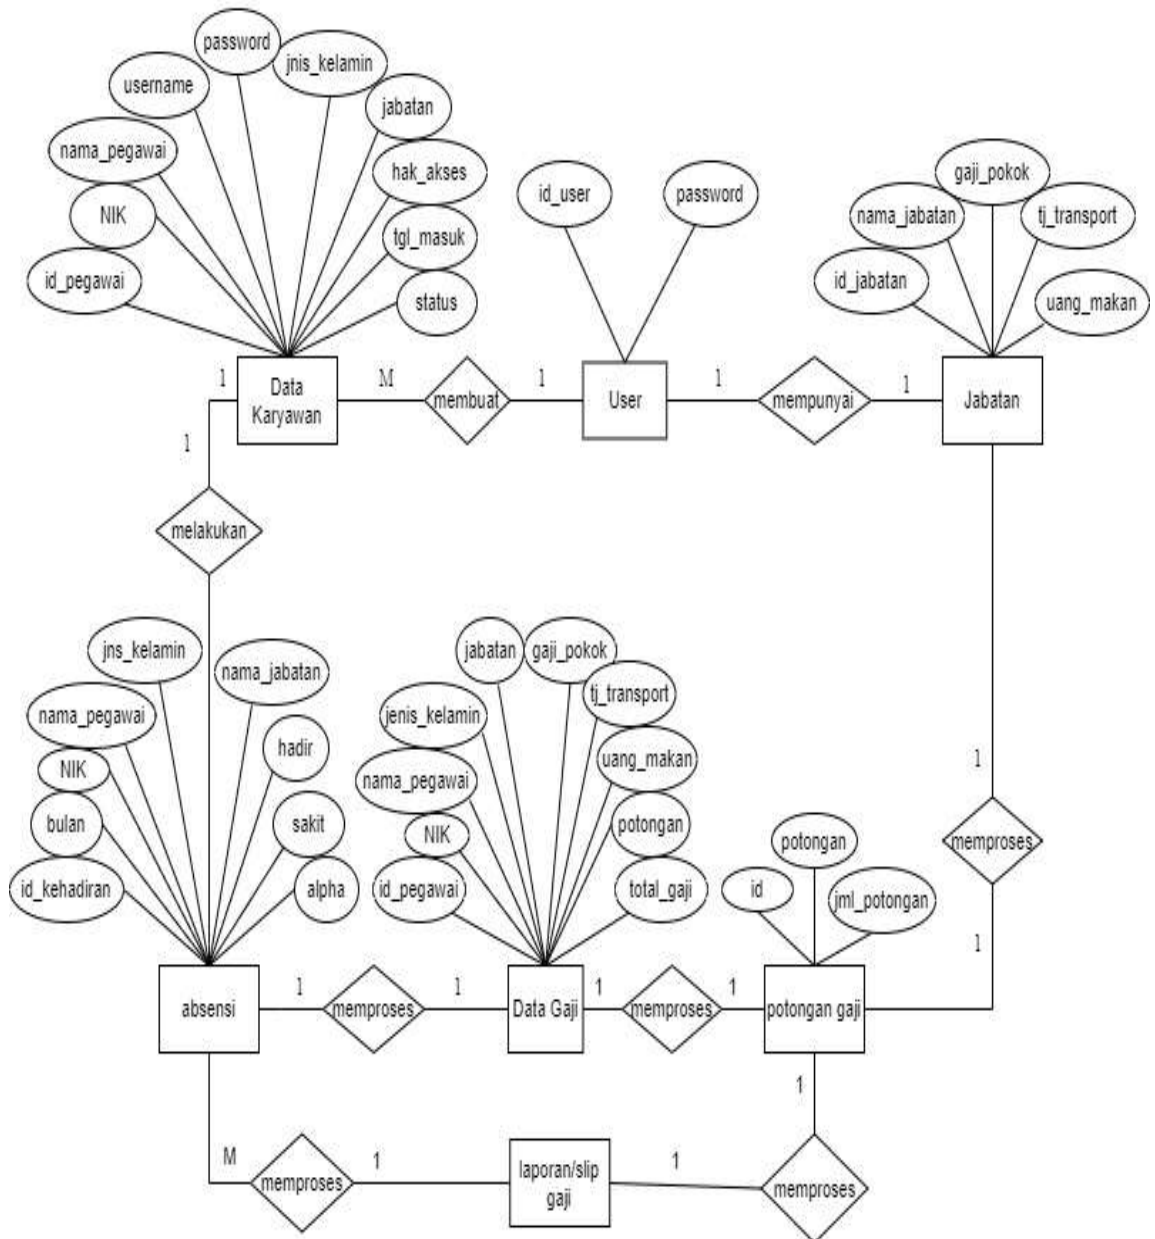 password
jnis_kelamin
username
jabatan
nama_pegawai
hak_akses
NIK
tgl_masuk
id_pegawai
status
id_user
password
gaji_pokok
nama_jabatan
tj_transport
id_jabatan
uang_makan
1
Data
Karyawan
M
membuat
1
User
1
mempunyai
1
Jabatan
1
melakukan
jns_kelamin
nama_jabatan
nama_pegawai
hadir
NIK
bulan
sakit
id_kehadiran
alpha
jabatan
gaji_pokok
tj_transport
jenis_kelamin
uang_makan
nama_pegawai
potongan
NIK
id_pegawai
total_gaji
1
memproses
1
potongan
id
jml_potongan
absensi
1
memproses
1
Data Gaji
1
memproses
1
potongan gaji
1
M
memproses
1
laporan/slip
gaji
1
memproses